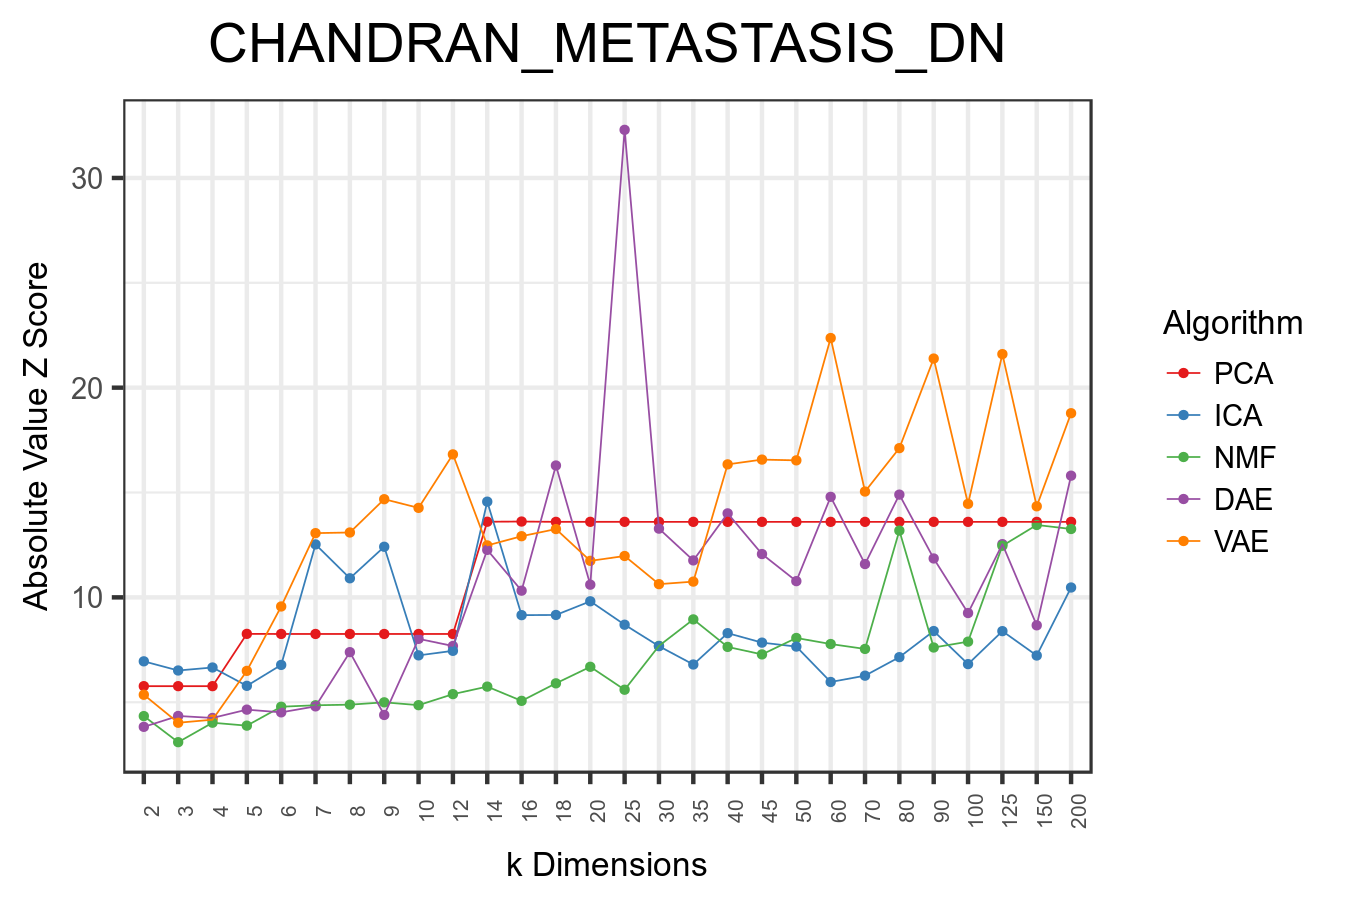 CHANDRAN_METASTASIS_DN
Absolute Value Z Score
30
20
10
2 3 4 5 6 7 8 9 10 12 14 16 18 20 25 30 35 40 45 50 60 70 80 90 100 125 150 200
k Dimensions
Algorithm
PCA
ICA
NMF
DAE
VAE